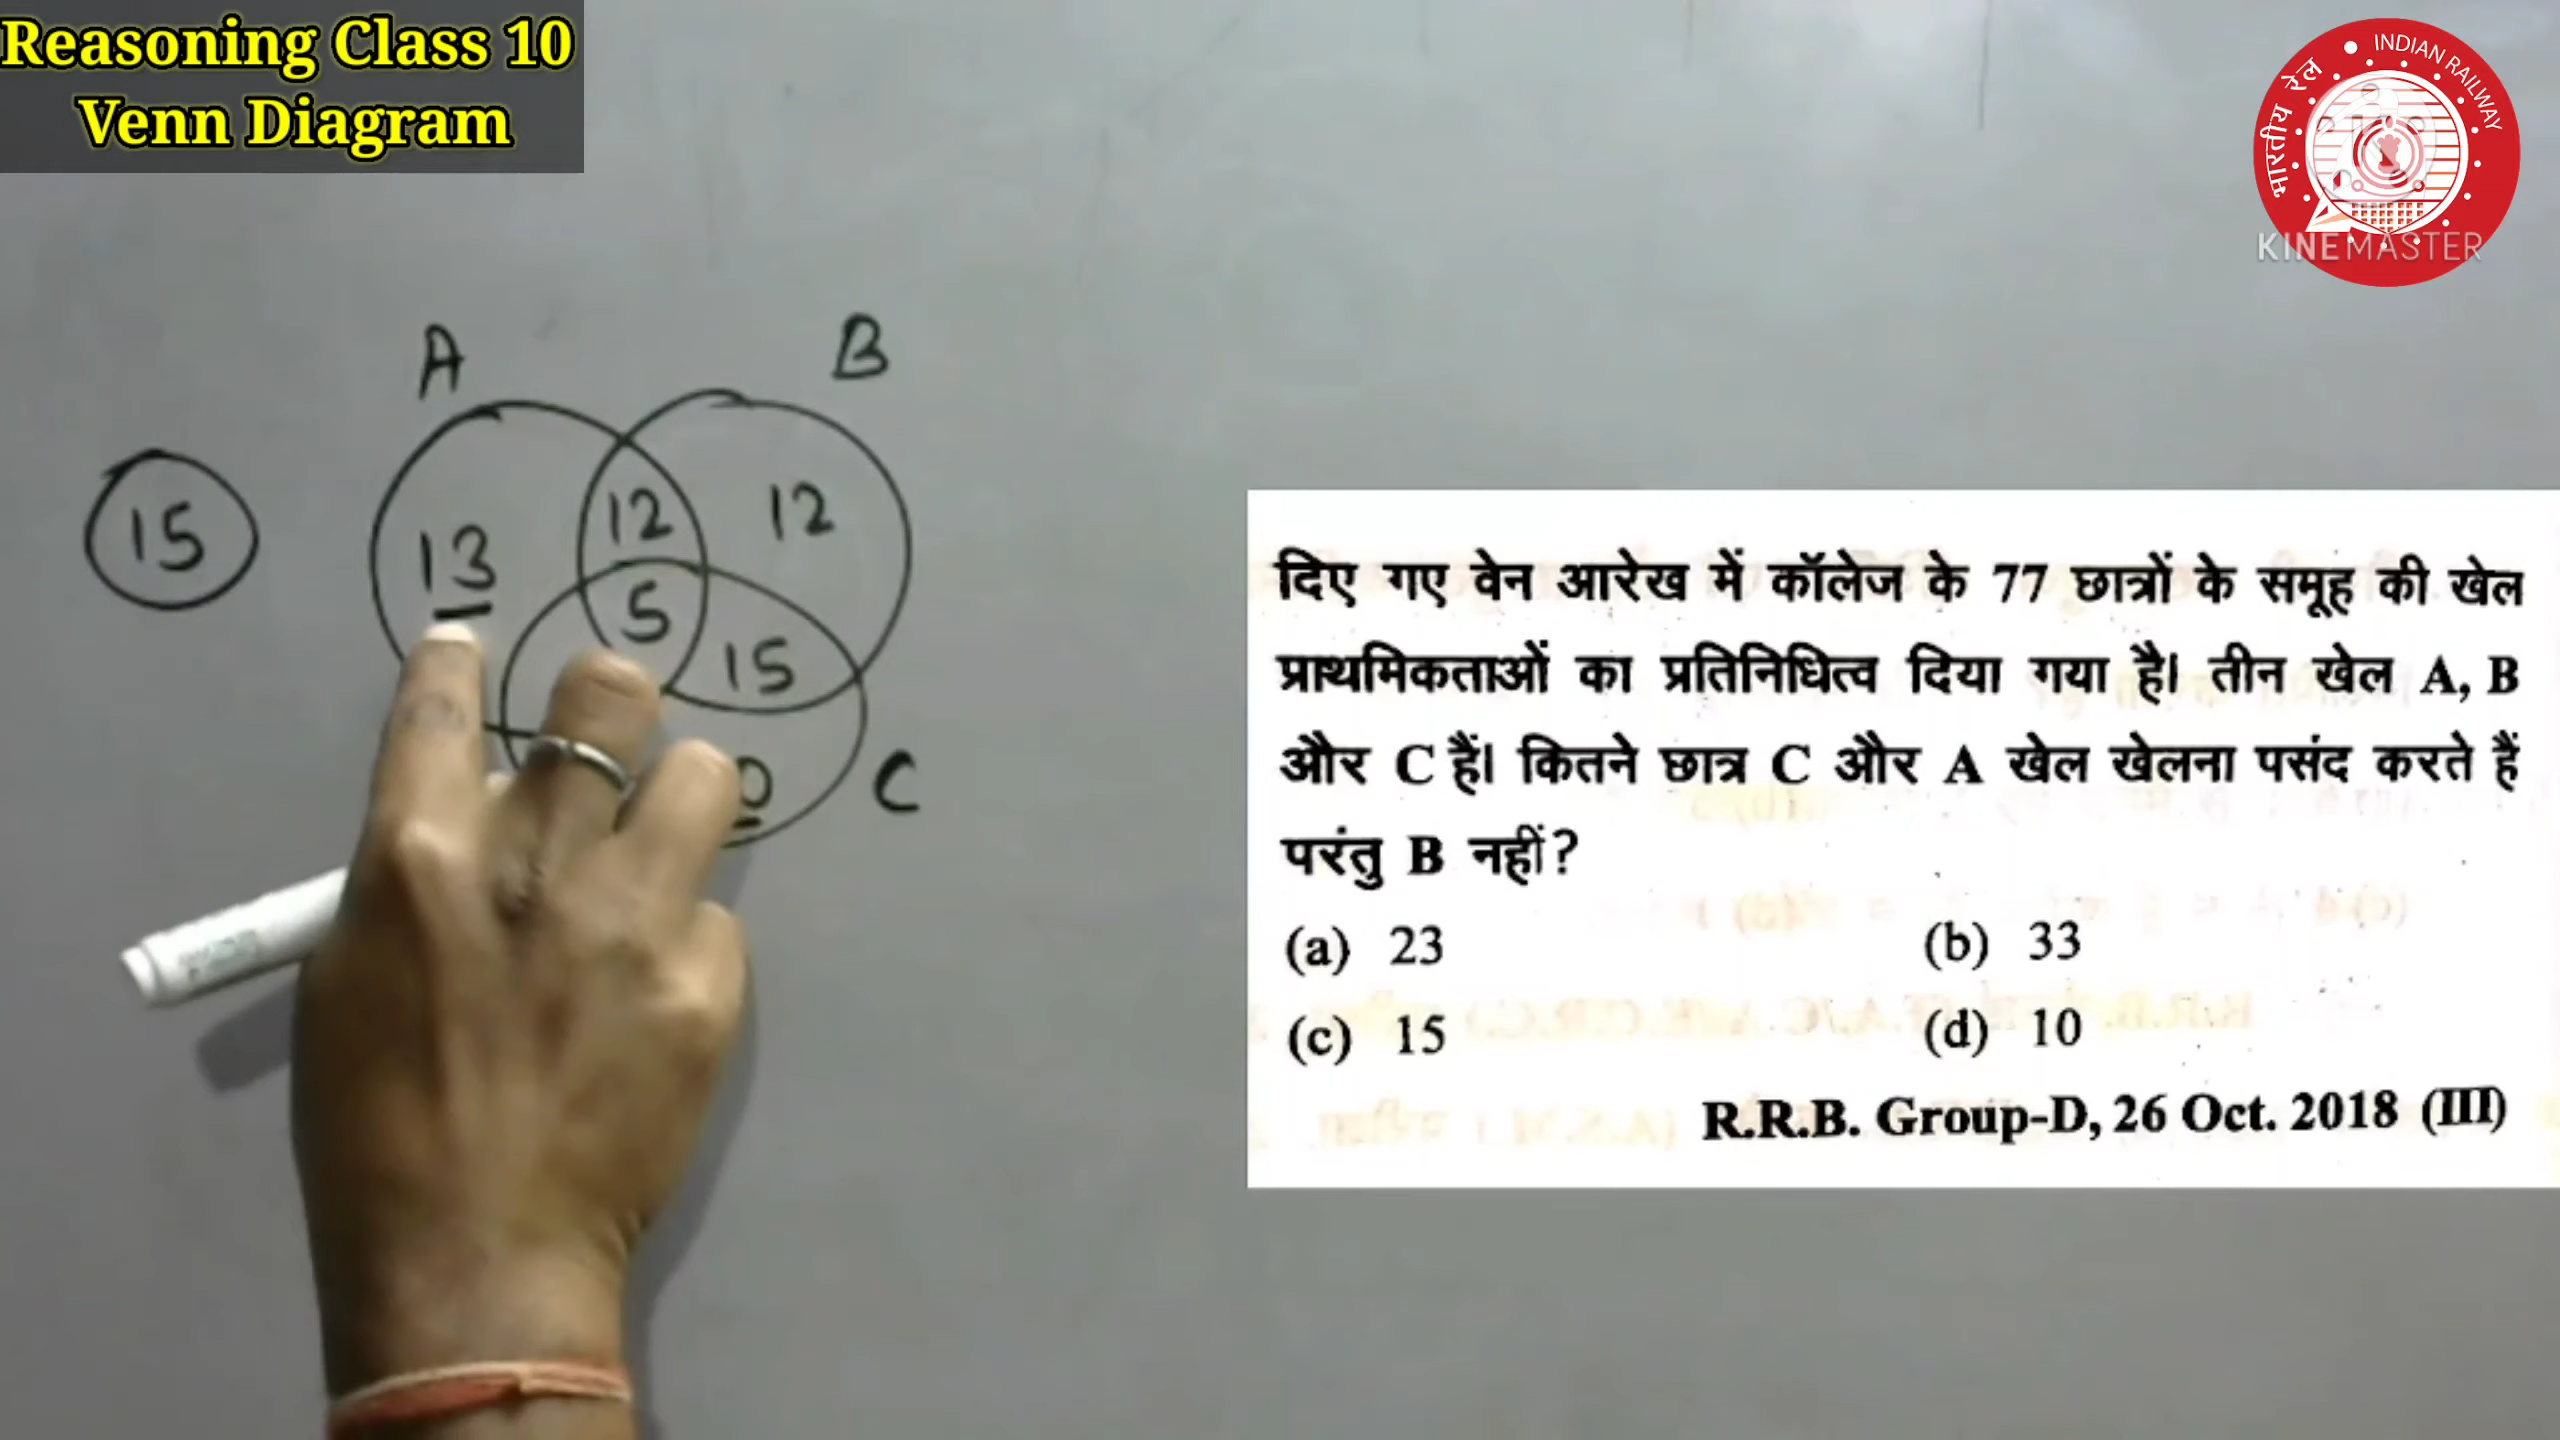 Reasoning Class 10
Venn Diagram
भारतीय रेल
INDIAN RAILWAY
KINEMASTER
A
B
15
13
12
12
5
15
0
C
दिए गए वेन आरेख में कॉलेज के 77 छात्रों के समूह की खेल
प्राथमिकताओं का प्रतिनिधित्व दिया गया है। तीन खेल A, B
और C हैं। कितने छात्र C और A खेल खेलना पसंद करते हैं
परंतु B नहीं?
(a) 23
(b) 33
(c) 15
(d) 10
R.R.B. Group-D, 26 Oct. 2018 (III)